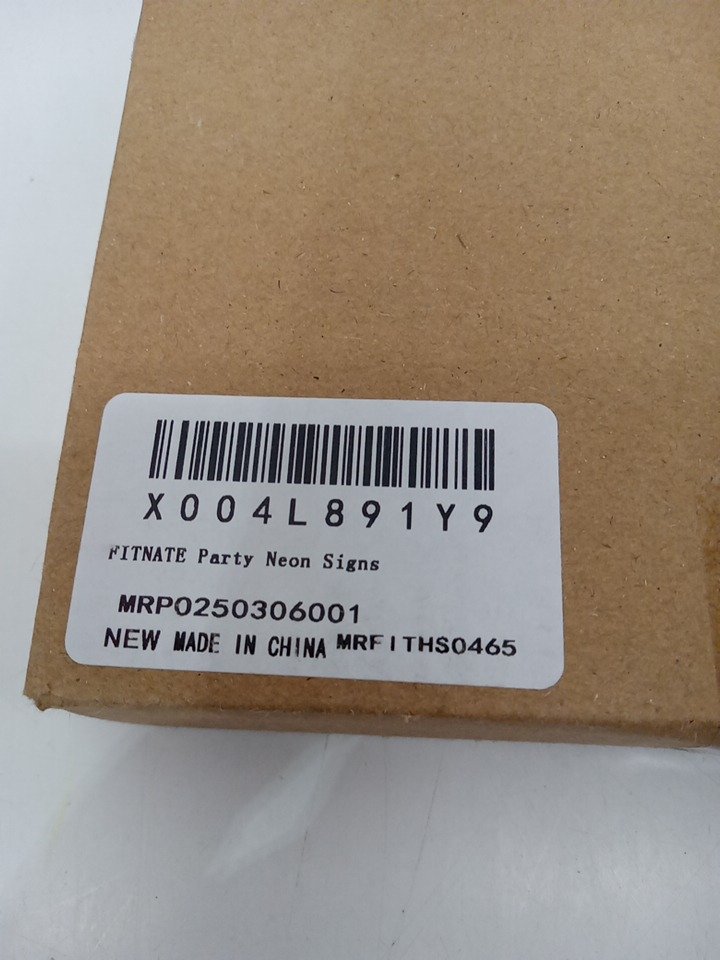 X004L891Y9
FITNATE Party Neon Signs
MRP0250306001
NEW MADE IN CHINA MRFITHS0465